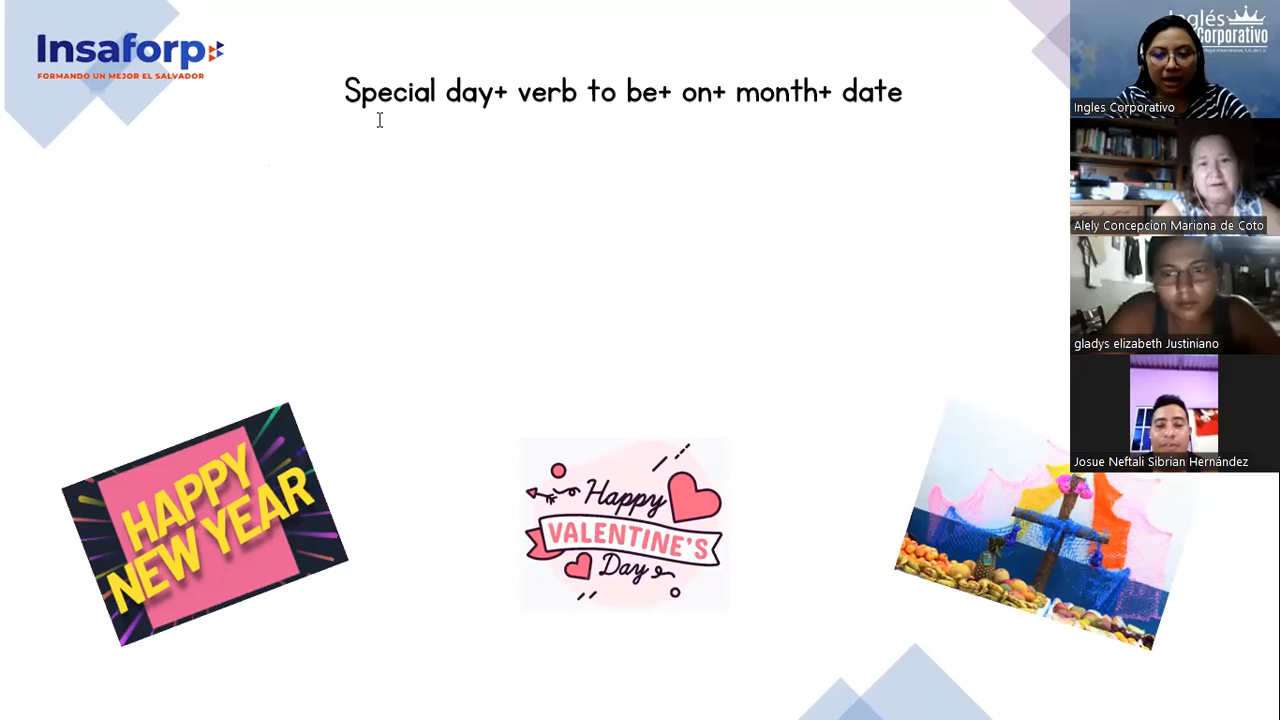 Insaforp
FORMANDO UN MEJOR EL SALVADOR
Special day+ verb to be+ on+ month+ date
HAPPY
NEW YEAR
Happy
VALENTINE'S
Day
Inglés
Corporativo
Ingles Corporativo
Alely Concepcion Mariona de Coto
gladys elizabeth Justiniano
Josue Neftali Sibrian Hernández